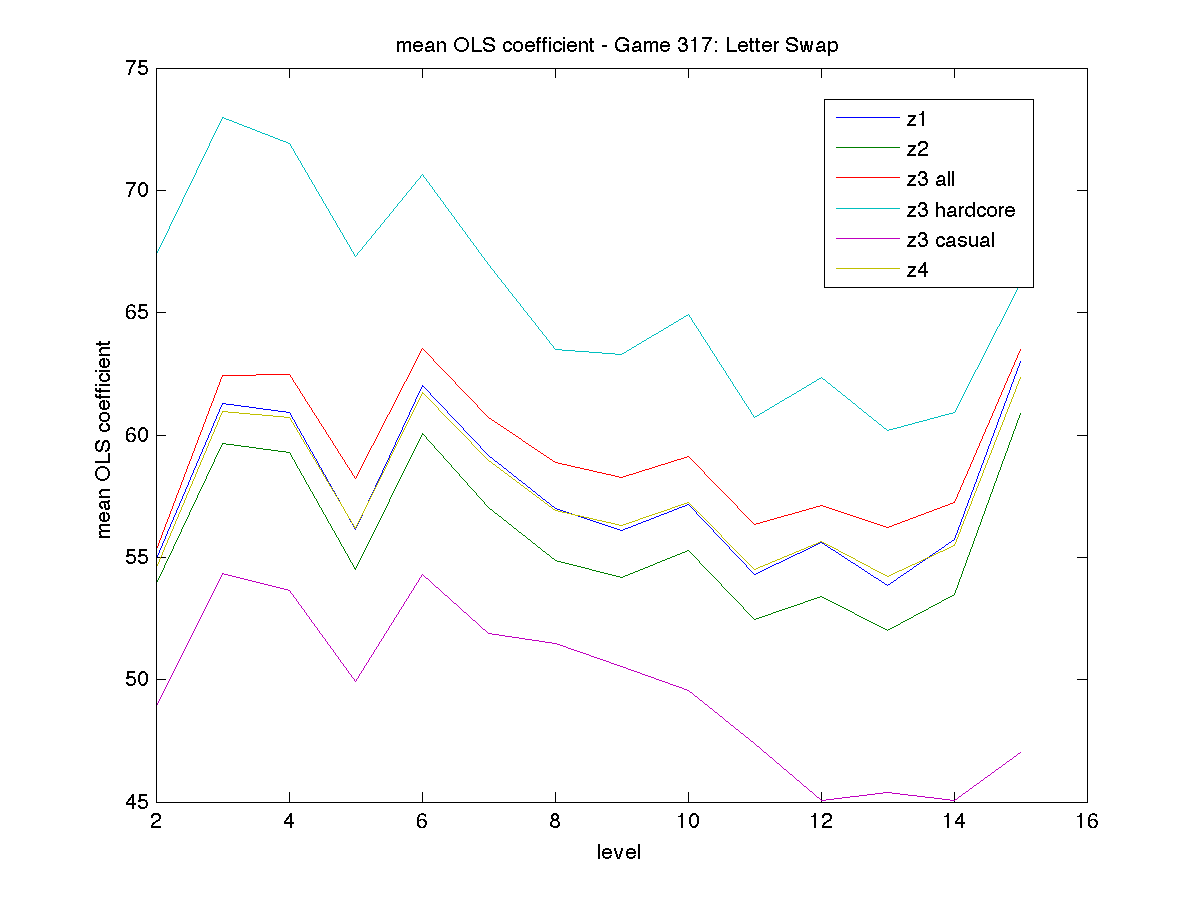 mean OLS coefficient - Game 317: Letter Swap
75
70
65
60
55
50
45
mean OLS coefficient
z1
z2
z3 all
z3 hardcore
z3 casual
z4
2 4 6 8 10 12 14 16
level